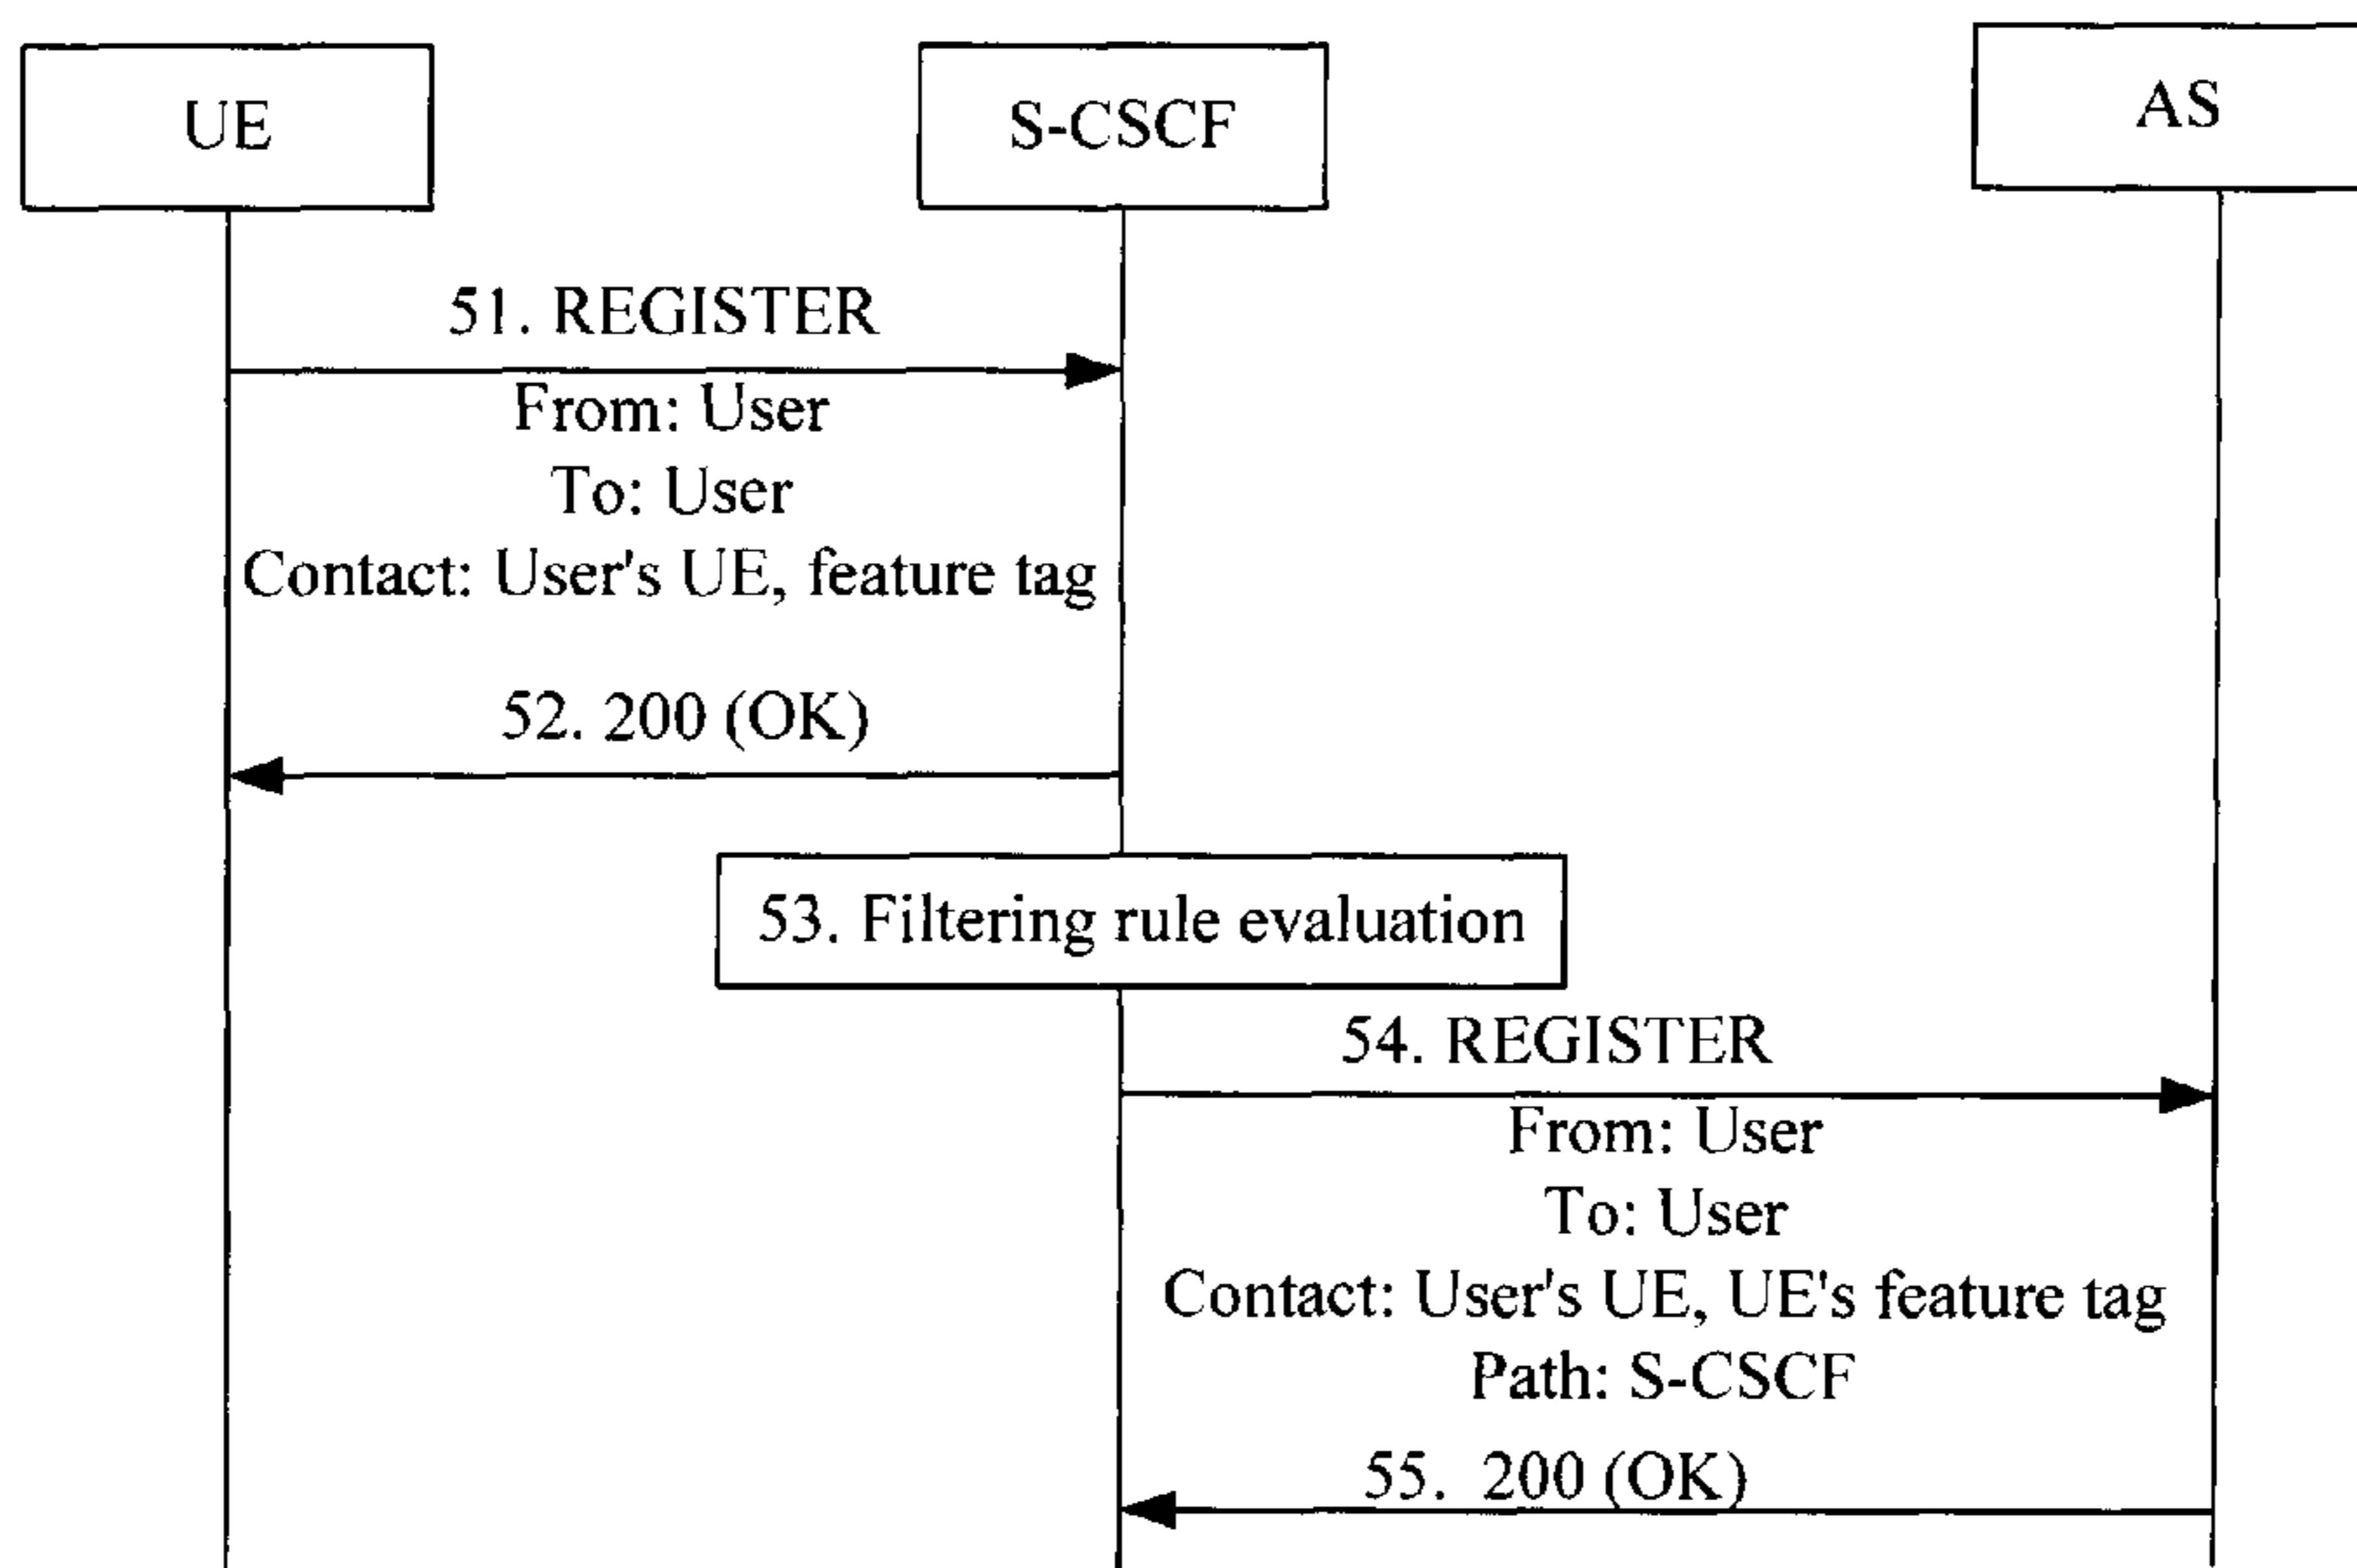 UE
S-CSCF
AS
51. REGISTER
From: User
To: User
Contact: User's UE, feature tag
52. 200 (OK)
53. Filtering rule evaluation
54. REGISTER
From: User
To: User
Contact: User's UE, UE's feature tag
Path: S-CSCF
55. 200 (OK)